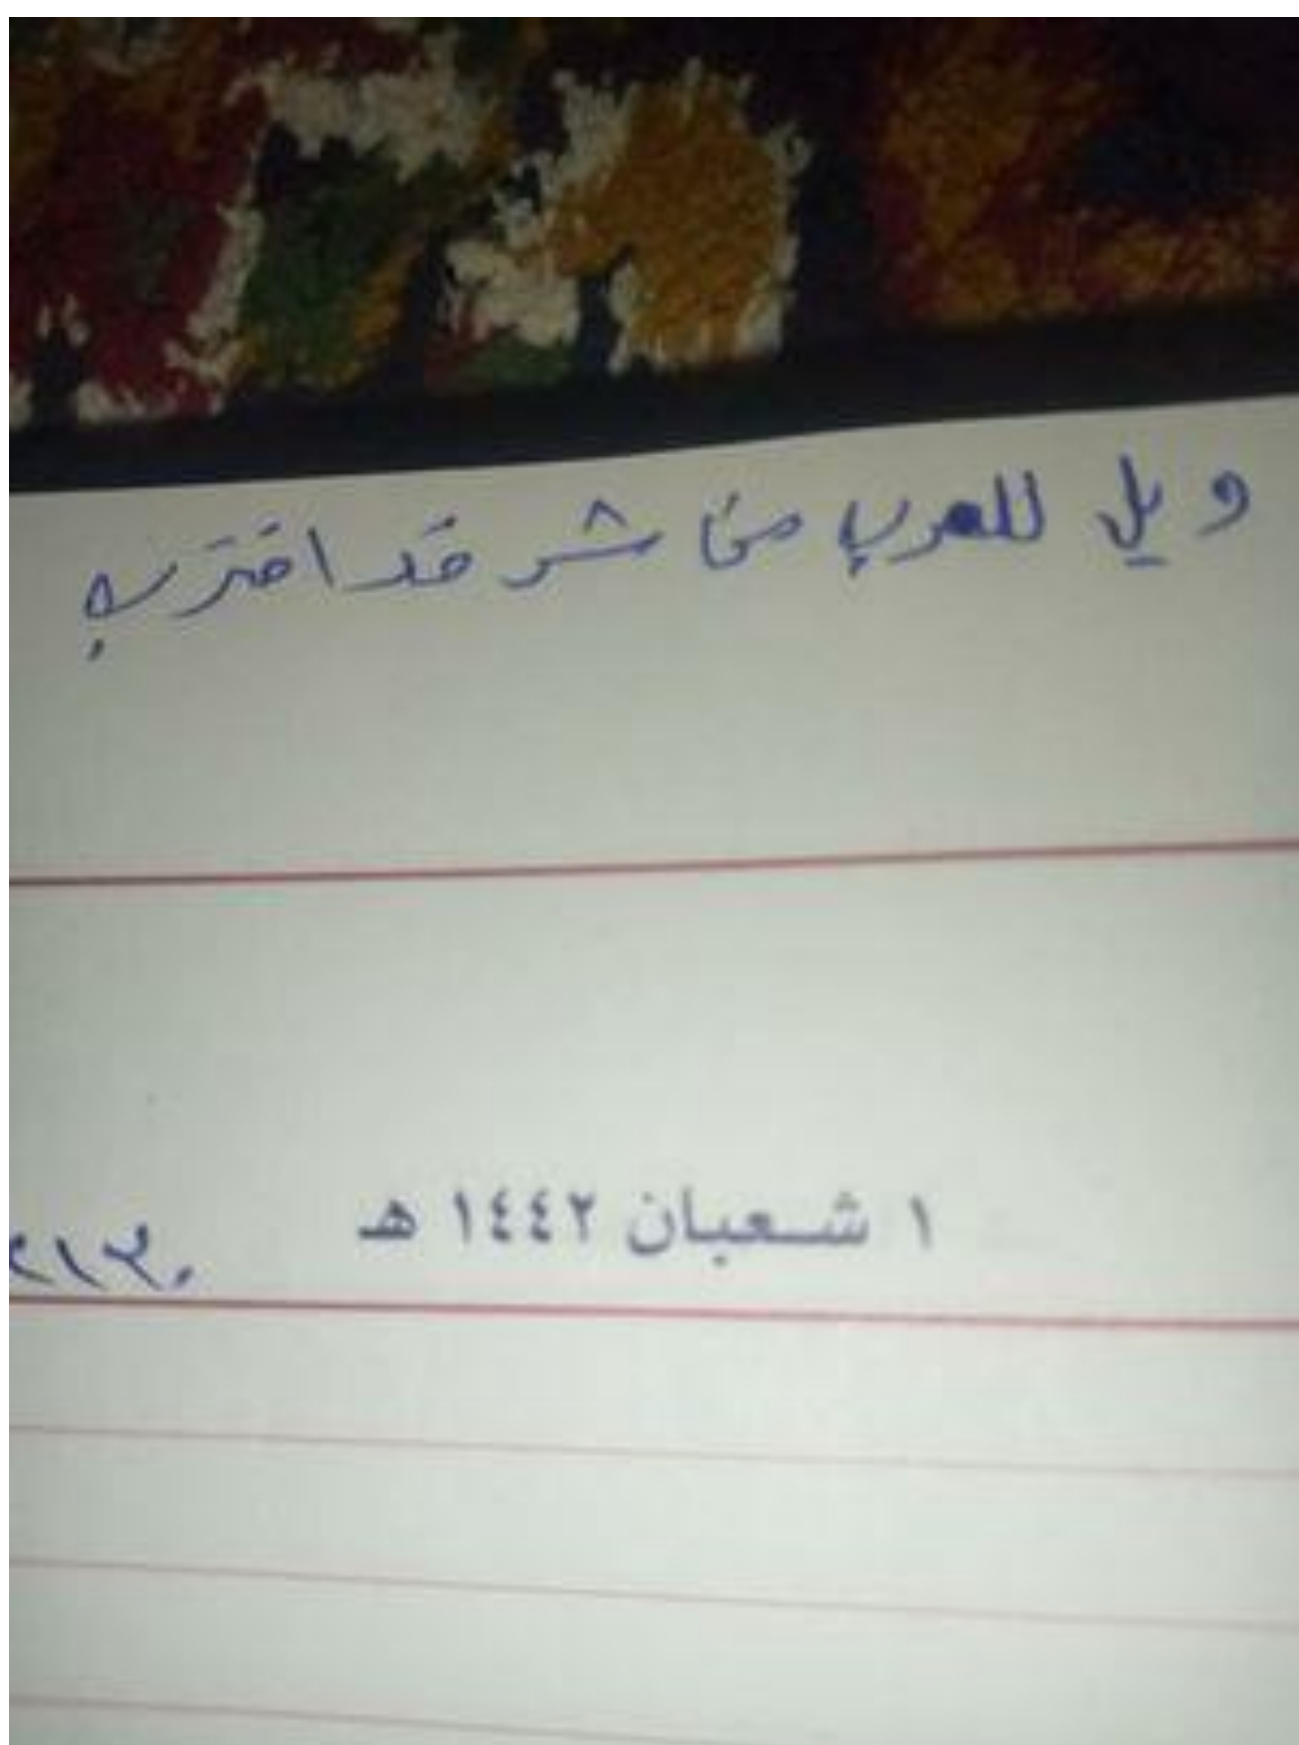 ويل للعرب من شر قد اقترب
١ شعبان ١٤٤٢ هـ